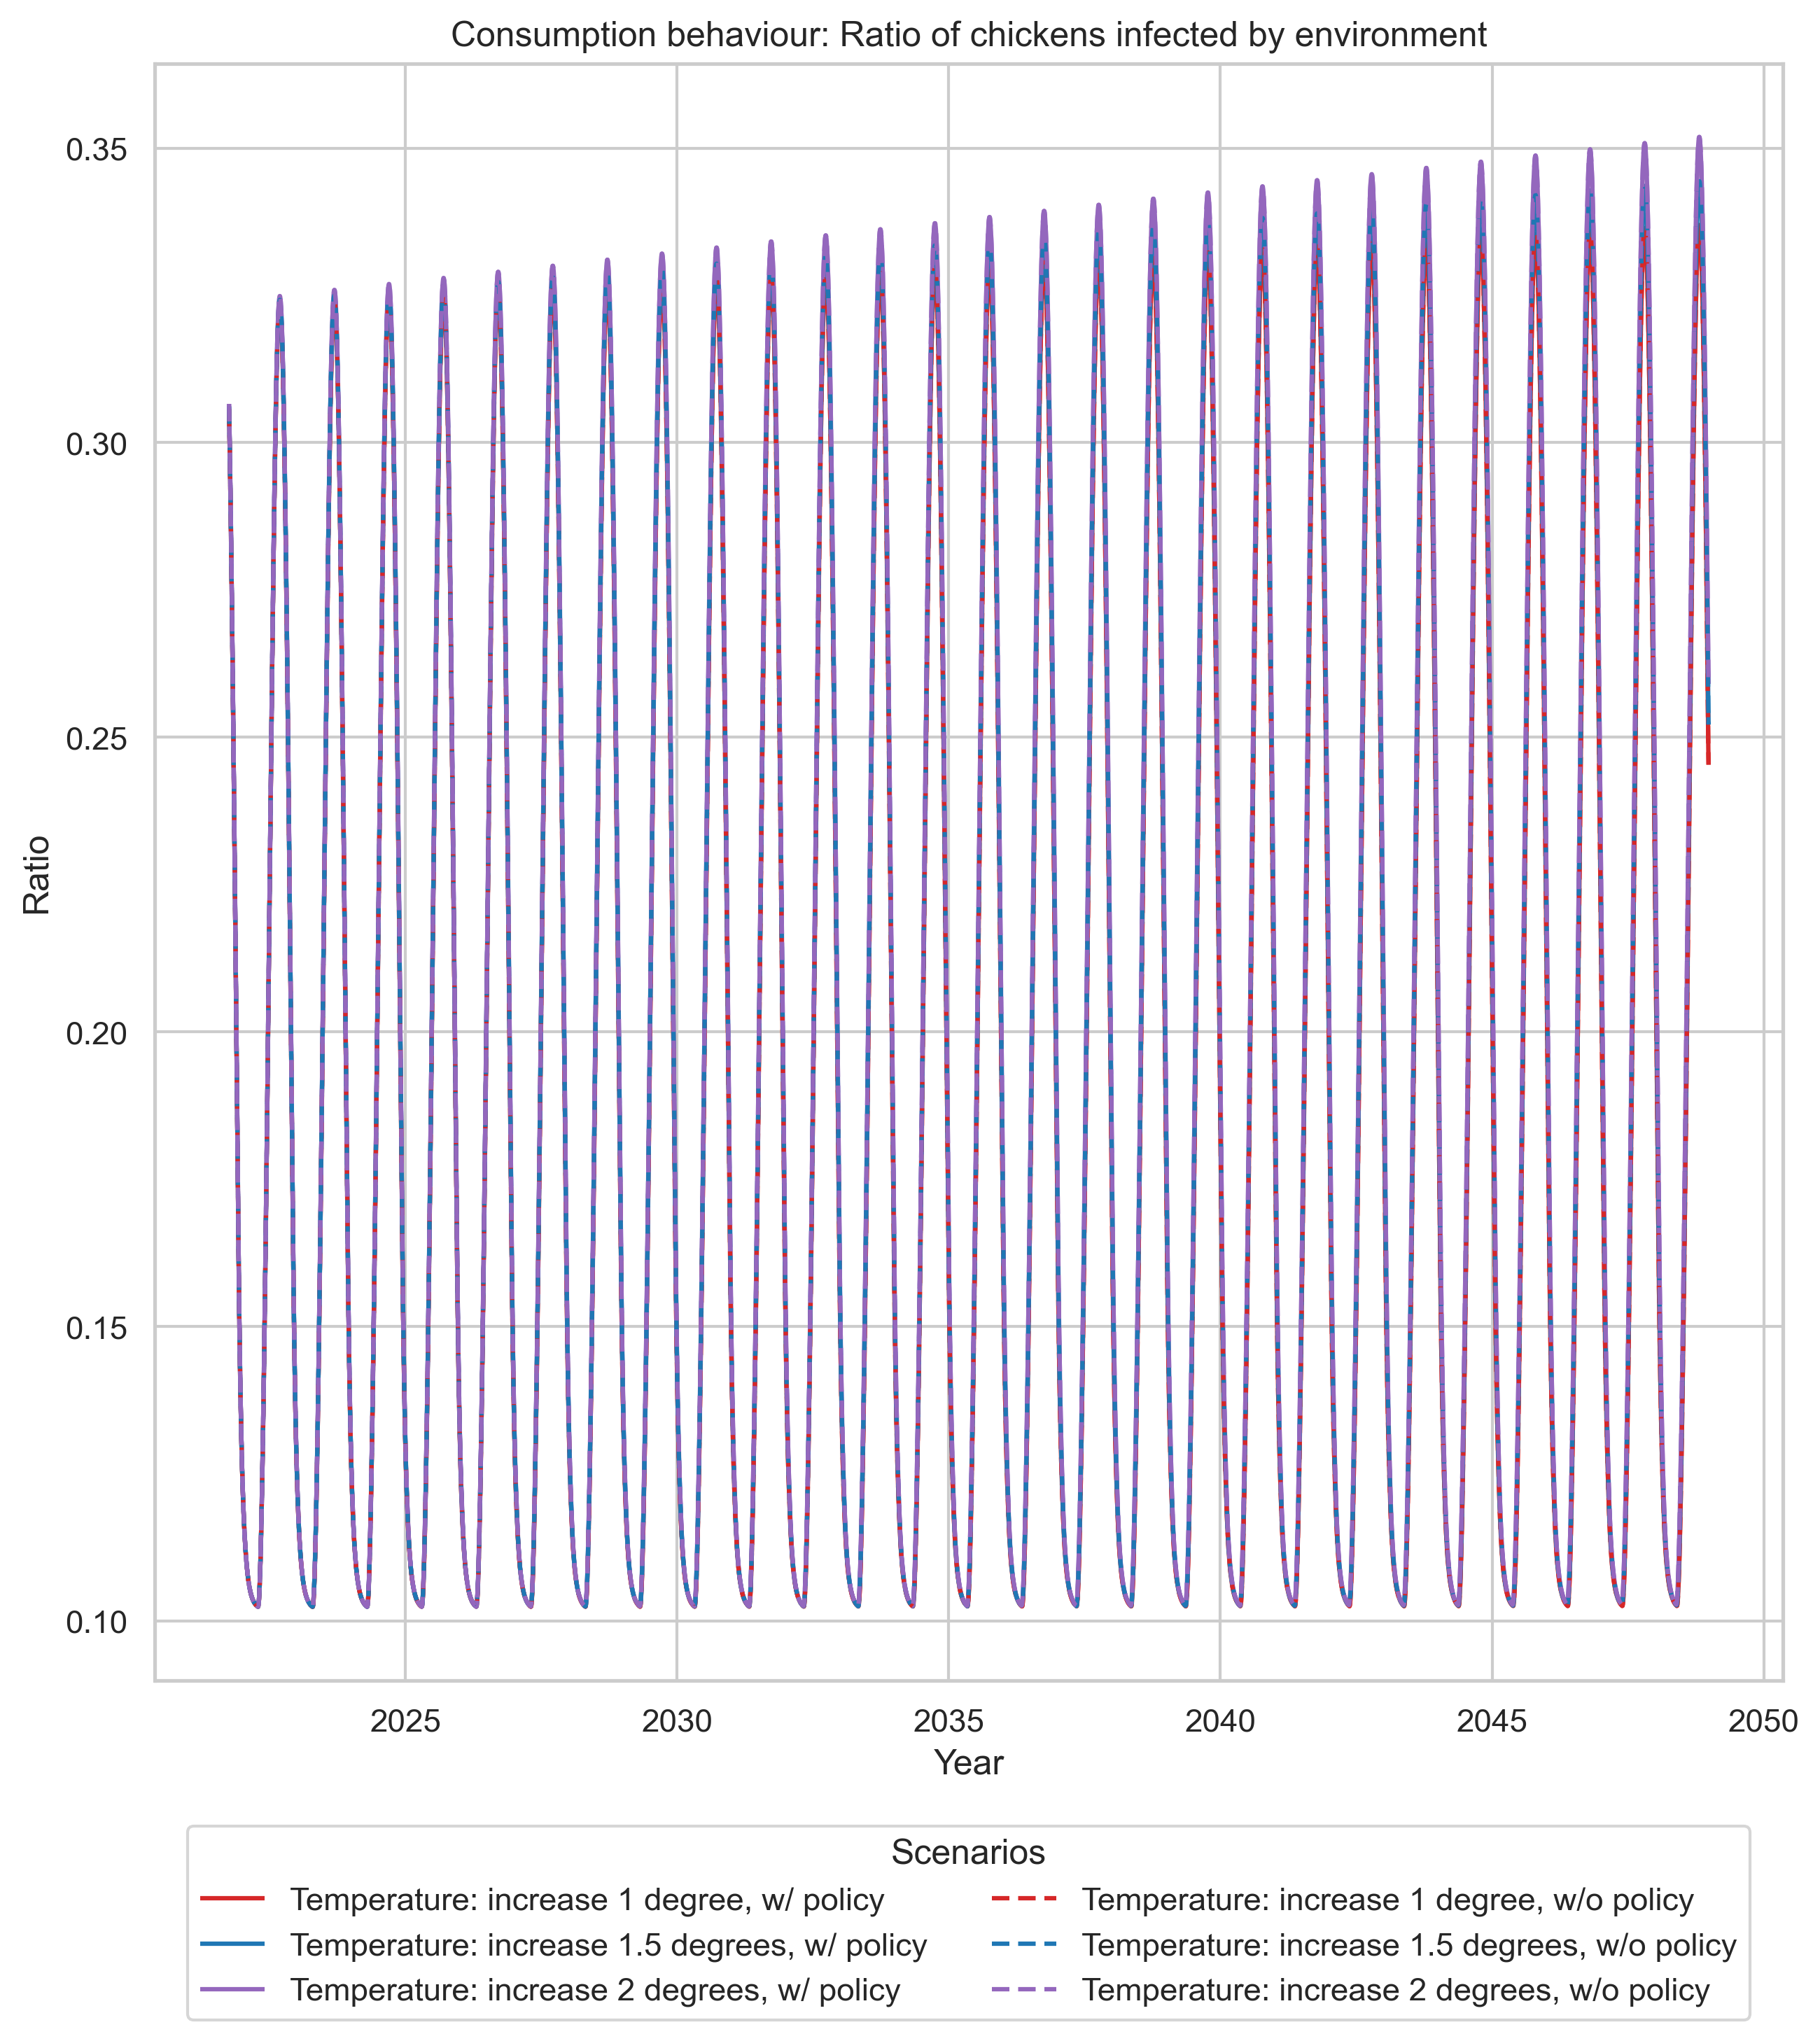 Consumption behaviour: Ratio of chickens infected by environment
0.35
0.30
0.25
0.20
0.15
0.10
Ratio
2025 2030 2035 2040 2045 2050
Year
Scenarios
Temperature: increase 1 degree, w/ policy Temperature: increase 1 degree, w/o policy
Temperature: increase 1.5 degrees, w/ policy Temperature: increase 1.5 degrees, w/o policy
Temperature: increase 2 degrees, w/ policy Temperature: increase 2 degrees, w/o policy